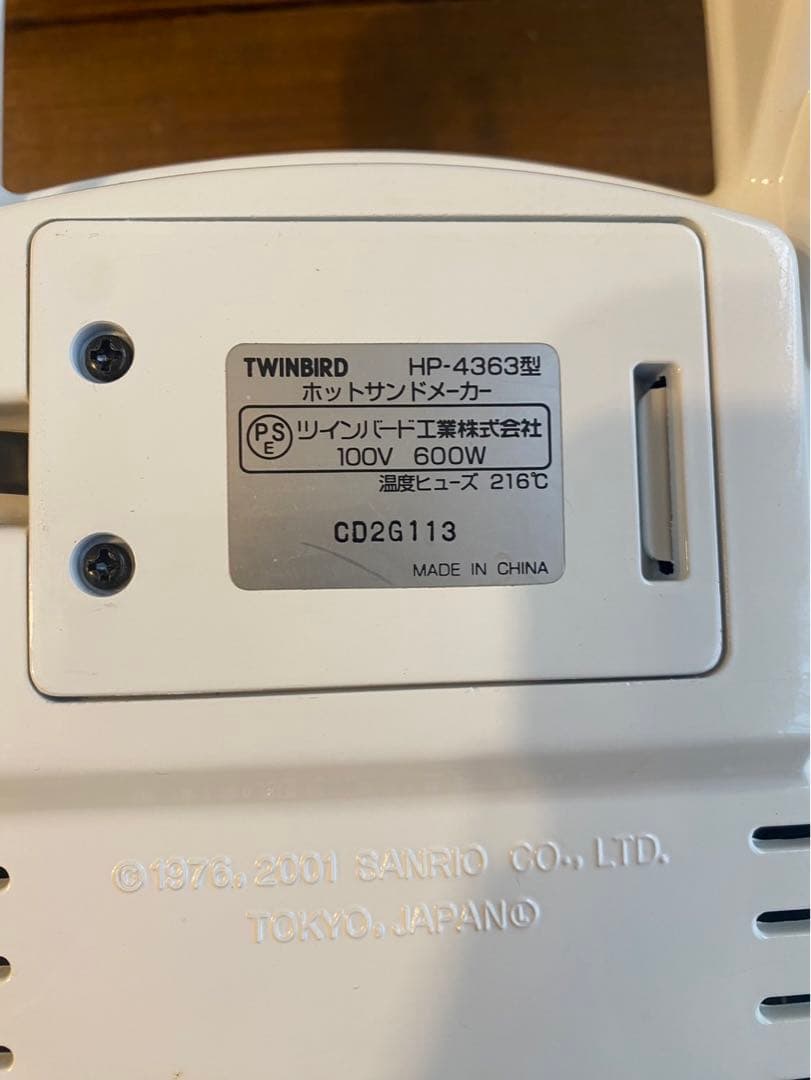 TWINBIRD HP-4363型
ホットサンドメーカー
PSE ツインバード工業株式会社
100V 600W
温度ヒューズ 216℃
CD2G113
MADE IN CHINA
©1976, 2001 SANRIO CO., LTD.
TOKYO, JAPAN Ⓛ